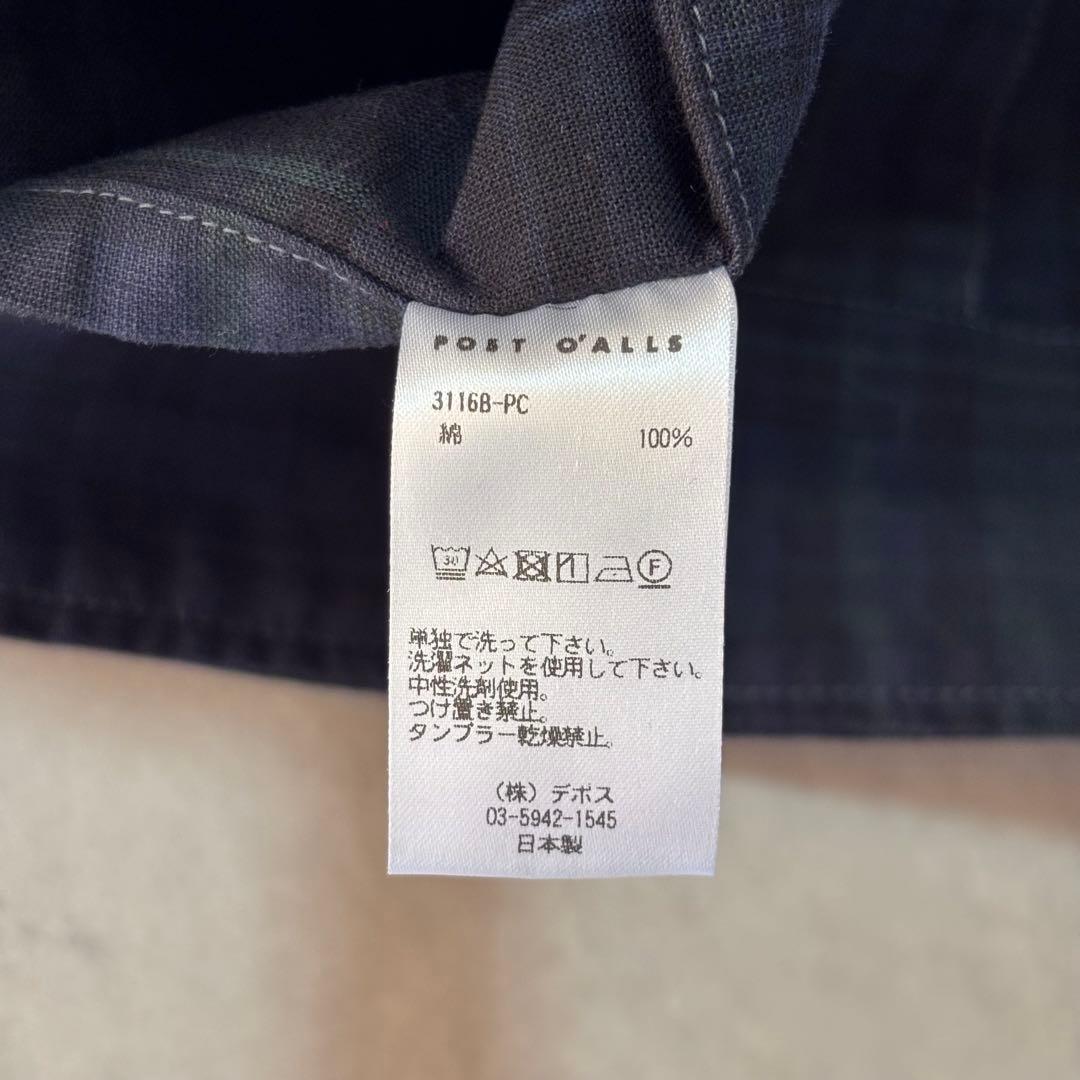 POST O'ALLS
3116B-PC
綿 100%
30 F
単独で洗って下さい。
洗濯ネットを使用して下さい。
中性洗剤使用。
つけ置き禁止。
タンブラー乾燥禁止。
(株)デポス
03-5942-1545
日本製